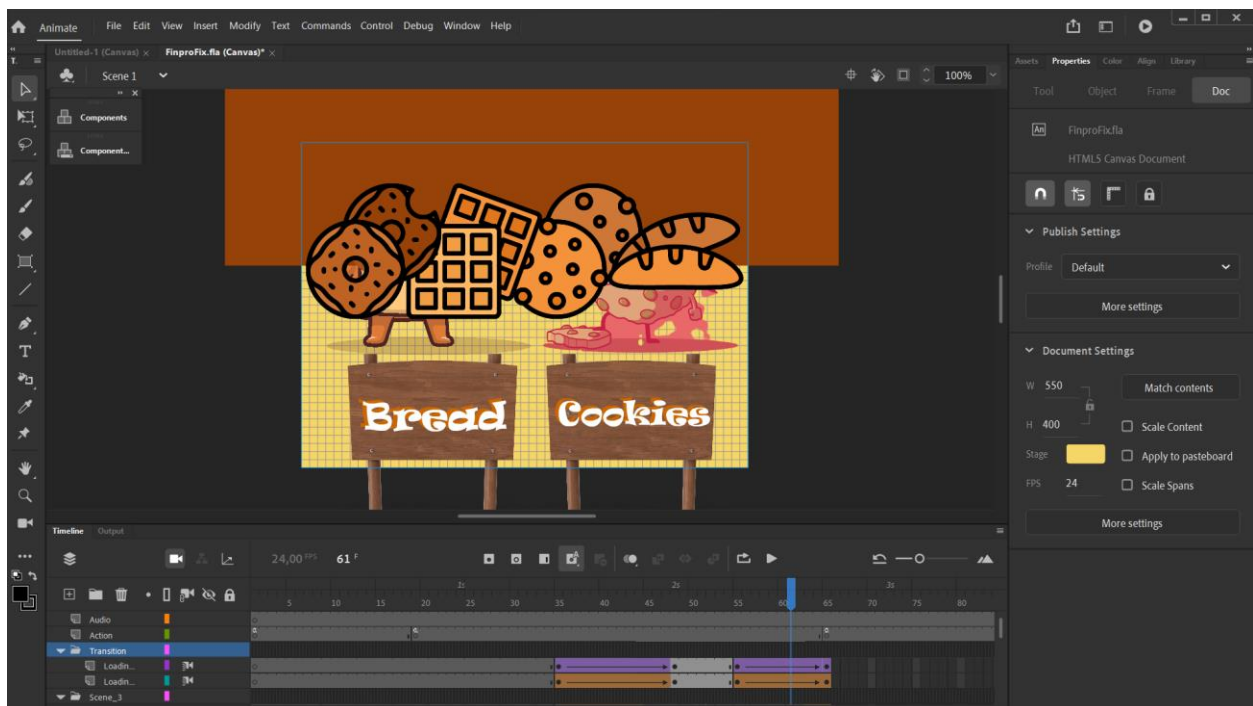 Animate File Edit View Insert Modify Text Commands Control Debug Window Help
Untitled-1 (Canvas) × FinproFix.fla (Canvas)* ×
Scene 1 100%
Components
Component...
Bread Cookies
Assets Properties Color Align Library
Tool Object Frame Doc
An FinproFix.fla
HTML5 Canvas Document
Publish Settings
Profile Default
More settings
Document Settings
W 550 Match contents
H 400 Scale Content
Stage Apply to pasteboard
FPS 24 Scale Spans
More settings
Timeline Output
24,00 FPS 61 F
1s 2s 3s
5 10 15 20 25 30 35 40 45 50 55 60 65 70 75 80
Audio
Action
Transition
Loadin...
Loadin...
Scene_3